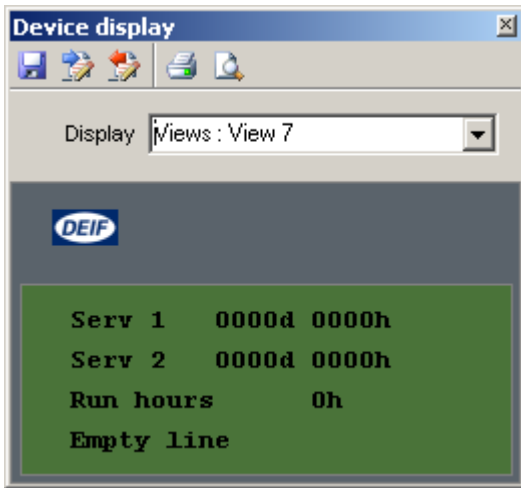 Device display
Display Views : View 7
DEIF
Serv 1 0000d 0000h
Serv 2 0000d 0000h
Run hours 0h
Empty line